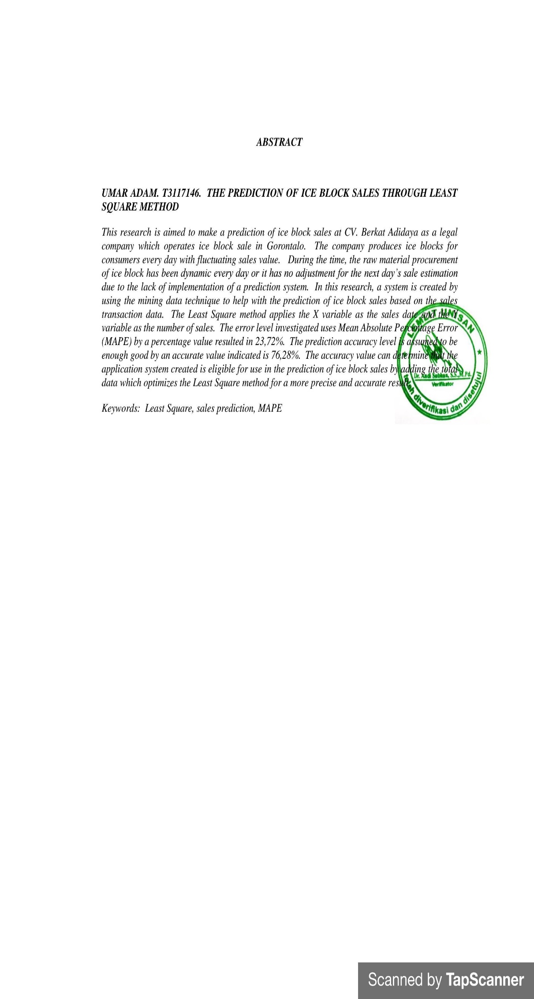 ABSTRACT
UMAR ADAM. T3117146. THE PREDICTION OF ICE BLOCK SALES THROUGH LEAST
SQUARE METHOD
This research is aimed to make a prediction of ice block sales at CV. Berkat Adidaya as a legal
company which operates ice block sale in Gorontalo. The company produces ice blocks for
consumers every day with fluctuating sales value. During the time, the raw material procurement
of ice block has been dynamic every day or it has no adjustment for the next day's sale estimation
due to the lack of implementation of a prediction system. In this research, a system is created by
using the mining data technique to help with the prediction of ice block sales based on the sales
transaction data. The Least Square method applies the X variable as the sales date and the Y
variable as the number of sales. The error level investigated uses Mean Absolute Percentage Error
(MAPE) by a percentage value resulted in 23,72%. The prediction accuracy level is assumed to be
enough good by an accurate value indicated is 76,28%. The accuracy value can determine that the
application system created is eligible for use in the prediction of ice block sales by adding the total
data which optimizes the Least Square method for a more precise and accurate result.
Keywords: Least Square, sales prediction, MAPE
LEMLIT UNISAN
Dr. Andi Subhan, S.S., M.Pd.
Verifikator
telah diverifikasi dan disetujui
Scanned by TapScanner